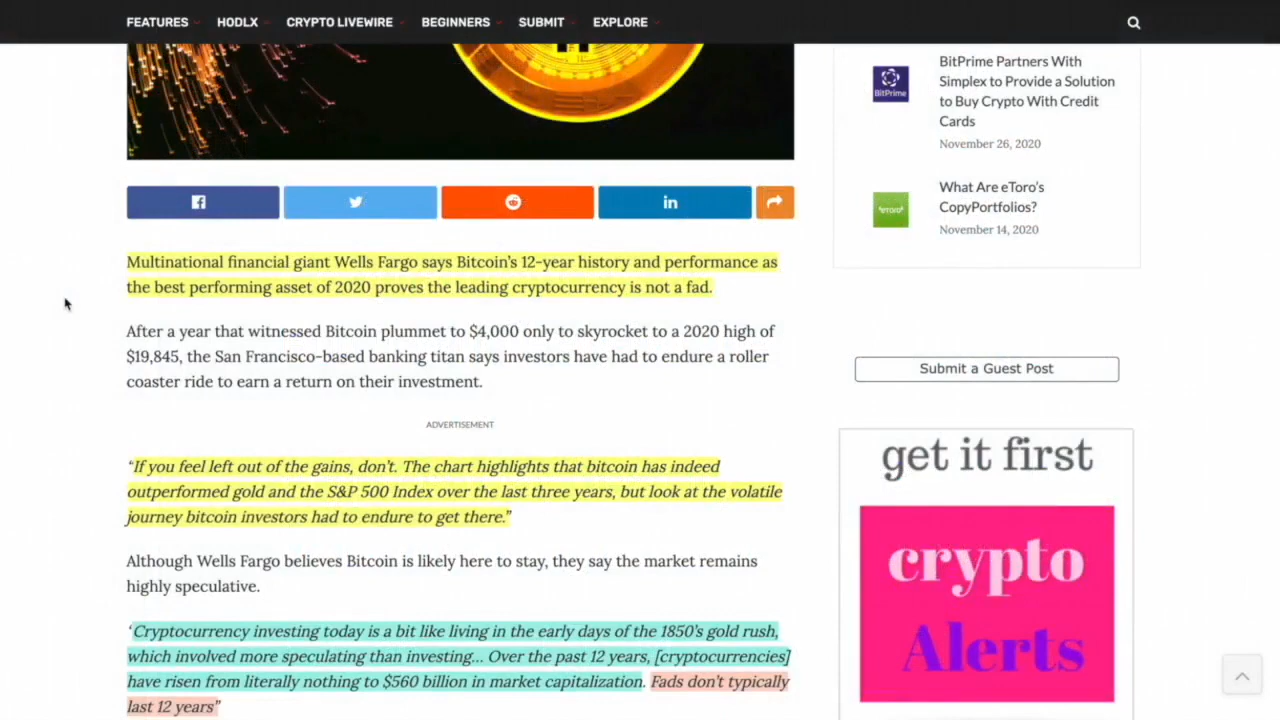 FEATURES HODLX CRYPTO LIVEWIRE BEGINNERS SUBMIT EXPLORE
Multinational financial giant Wells Fargo says Bitcoin's 12-year history and performance as
the best performing asset of 2020 proves the leading cryptocurrency is not a fad.
After a year that witnessed Bitcoin plummet to $4,000 only to skyrocket to a 2020 high of
$19,845, the San Francisco-based banking titan says investors have had to endure a roller
coaster ride to earn a return on their investment.
ADVERTISEMENT
“If you feel left out of the gains, don't. The chart highlights that bitcoin has indeed
outperformed gold and the S&P 500 Index over the last three years, but look at the volatile
journey bitcoin investors had to endure to get there.”
Although Wells Fargo believes Bitcoin is likely here to stay, they say the market remains
highly speculative.
‘Cryptocurrency investing today is a bit like living in the early days of the 1850's gold rush,
which involved more speculating than investing... Over the past 12 years, [cryptocurrencies]
have risen from literally nothing to $560 billion in market capitalization. Fads don't typically
last 12 years”
BitPrime
BitPrime Partners With
Simplex to Provide a Solution
to Buy Crypto With Credit
Cards
November 26, 2020
eToro
What Are eToro's
CopyPortfolios?
November 14, 2020
Submit a Guest Post
get it first
crypto
Alerts